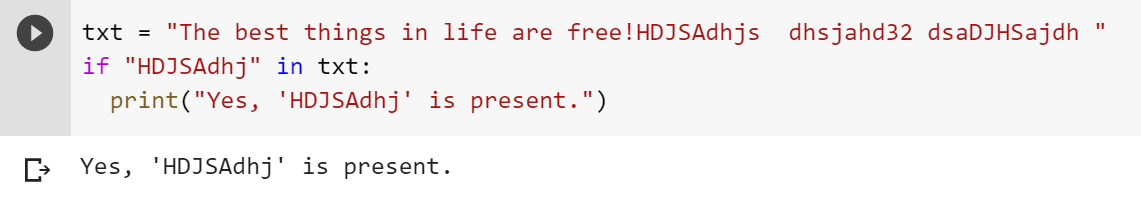 txt = "The best things in life are free!HDJSAdhjs  dhsjahd32 dsaDJHSajdh "
if "HDJSAdhj" in txt:
  print("Yes, 'HDJSAdhj' is present.")
Yes, 'HDJSAdhj' is present.